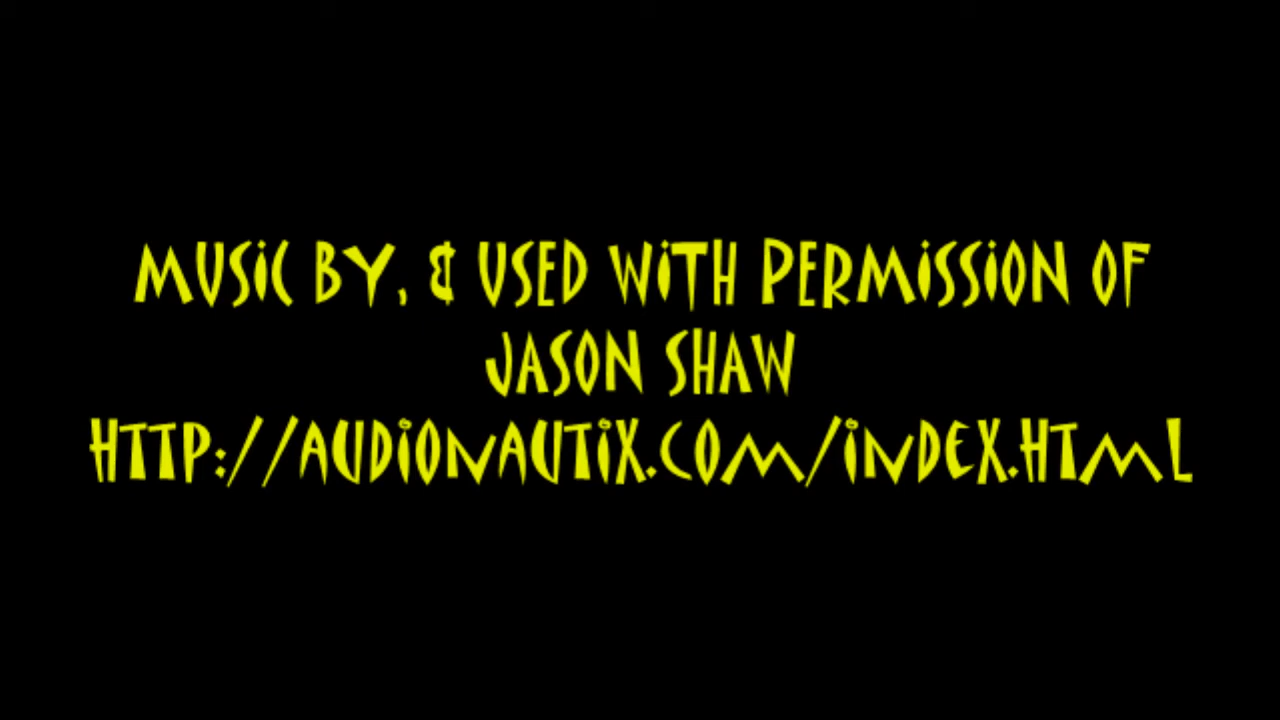 MUSiC BY, & USED WiTH PERMiSSiON OF
JASON SHAW
HTTP://AUDiONAUTiX.COM/iNDEX.HTML